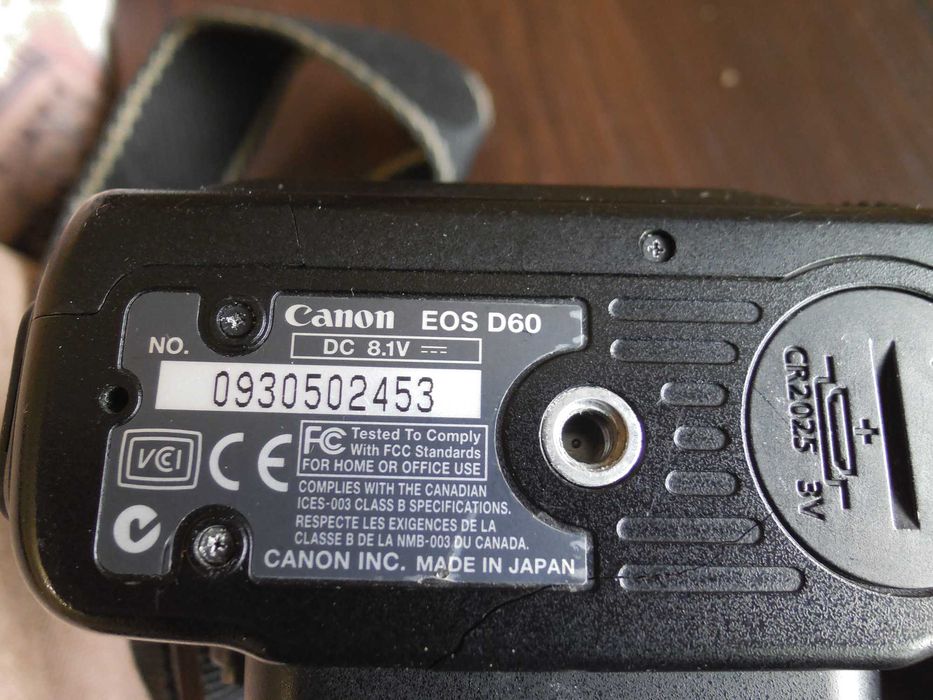 Canon EOS D60
NO.
DC 8.1V
0930502453
VCI
CE
FC Tested To Comply
With FCC Standards
FOR HOME OR OFFICE USE
COMPLIES WITH THE CANADIAN
ICES-003 CLASS B SPECIFICATIONS.
RESPECTE LES EXIGENCES DE LA
CLASSE B DE LA NMB-003 DU CANADA.
CANON INC. MADE IN JAPAN
+
CR2025 3V